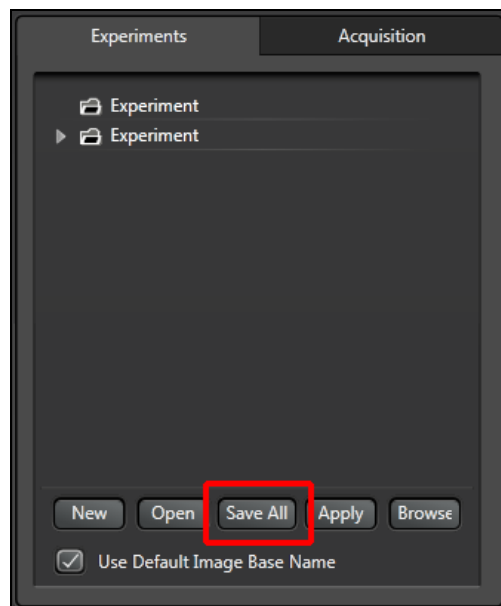 Experiments Acquisition
Experiment
Experiment
New Open Save All Apply Browse
Use Default Image Base Name